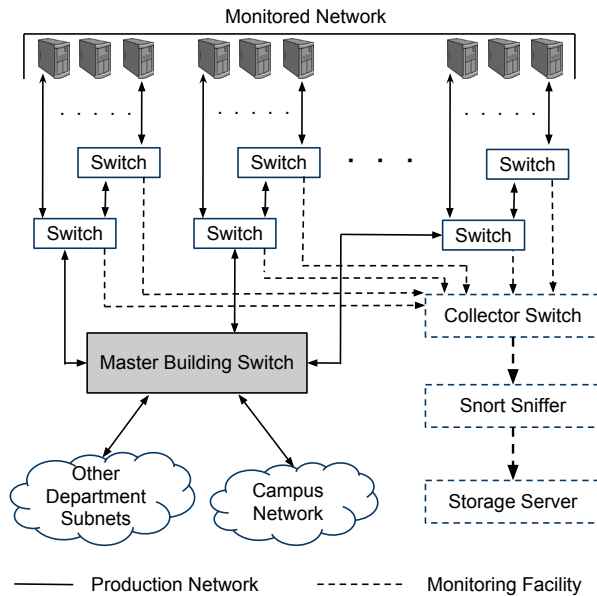 Monitored Network
. . . . .
. . . . .
. . . . .
Switch
Switch
. . .
Switch
Switch
Switch
Switch
Collector Switch
Master Building Switch
Snort Sniffer
Other
Department
Subnets
Campus
Network
Storage Server
Production Network
Monitoring Facility